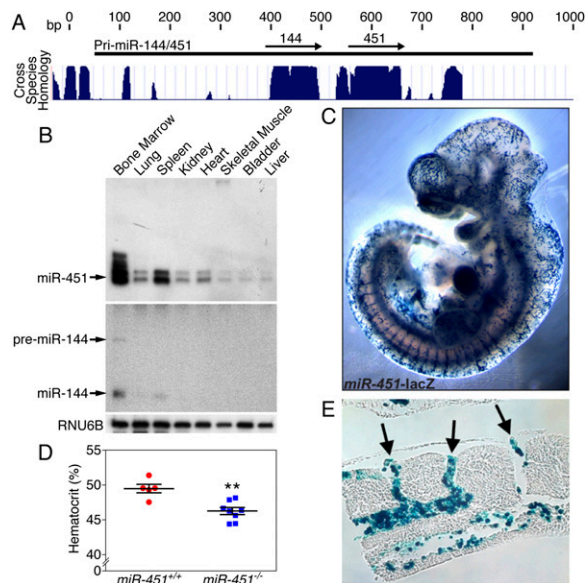 A
bp
0 100 200 300 400 500 600 700 800 900 1000
Pri-miR-144/451
144
451
Cross
Species
Homology
B
Bone Marrow
Lung
Spleen
Kidney
Heart
Skeletal Muscle
Bladder
Liver
miR-451
pre-miR-144
miR-144
RNU6B
C
miR-451-lacZ
D
Hematocrit (%)
55
50
45
40
0
**
miR-451+/+
miR-451-/-
E